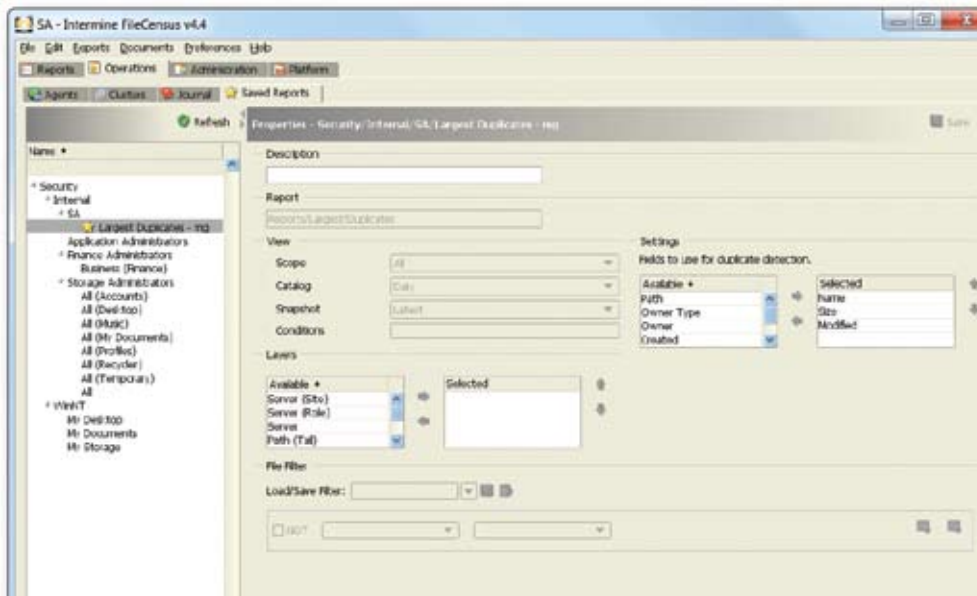 SA - Intermine FileCensus v4.4
File Edit Reports Documents Preferences Help
Reports Operations Administration Platform
Agents Clusters Journal Saved Reports
Refresh
Properties - Security/Internal/SA/Largest Duplicates - mg
Save
Name
Security
Internal
SA
Largest Duplicates - mg
Application Administrators
Finance Administrators
Business (Finance)
Storage Administrators
All (Accounts)
All (Desktop)
All (Music)
All (My Documents)
All (Profiles)
All (Recycler)
All (Temporary)
All
WinNT
My Desktop
My Documents
My Storage
Description
Report
Reports/Largest/Duplicates
View
Scope
All
Catalog
Daily
Snapshot
Latest
Conditions
Settings
Fields to use for duplicate detection.
Available
Path
Owner Type
Owner
Created
Selected
Name
Size
Modified
Layers
Available
Server (Site)
Server (Role)
Server
Path (Tail)
Selected
File Filter
Load/Save Filter:
NOT